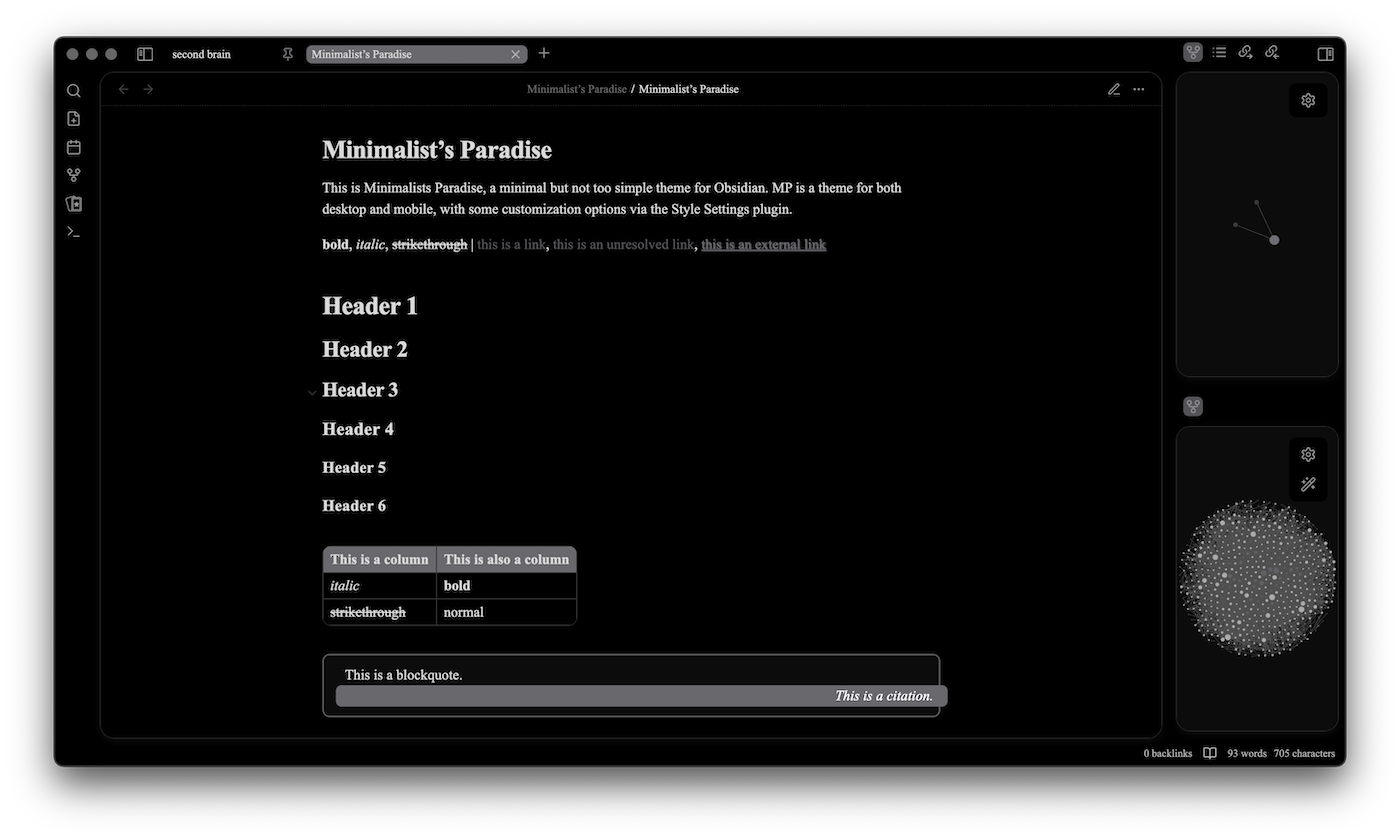 second brain
Minimalist’s Paradise
Minimalist’s Paradise / Minimalist’s Paradise
Minimalist’s Paradise
This is Minimalists Paradise, a minimal but not too simple theme for Obsidian. MP is a theme for both
desktop and mobile, with some customization options via the Style Settings plugin.
bold, italic, strikethrough | this is a link, this is an unresolved link, this is an external link
Header 1
Header 2
Header 3
Header 4
Header 5
Header 6
This is a column This is also a column
italic bold
strikethrough normal
This is a blockquote.
This is a citation.
0 backlinks 93 words 705 characters